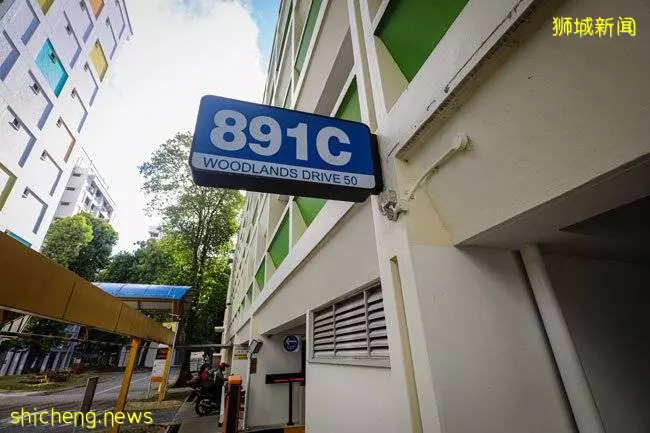 狮城新闻
891C
WOODLANDS DRIVE 50
shicheng.news